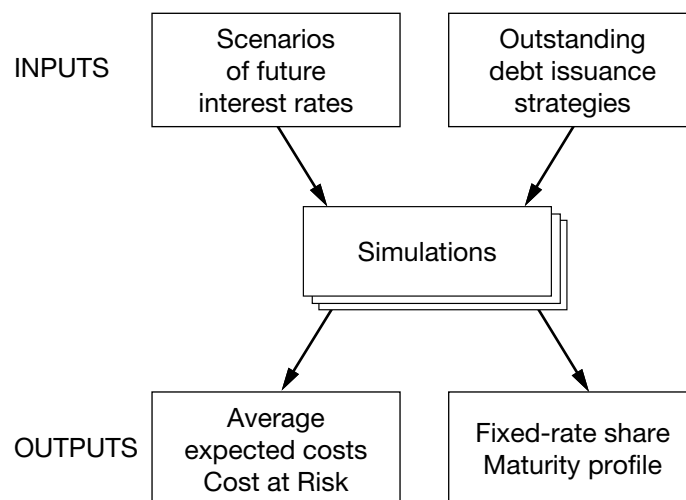 INPUTS
Scenarios
of future
interest rates
Outstanding
debt issuance
strategies
Simulations
OUTPUTS
Average
expected costs
Cost at Risk
Fixed-rate share
Maturity profile